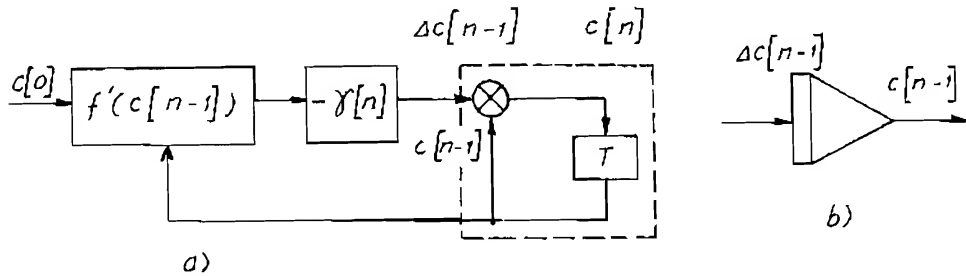 Δc[n-1]
c[n]
c[0]
f'(c[n-1])
-γ[n]
c[n-1]
T
a)
Δc[n-1]
c[n-1]
b)